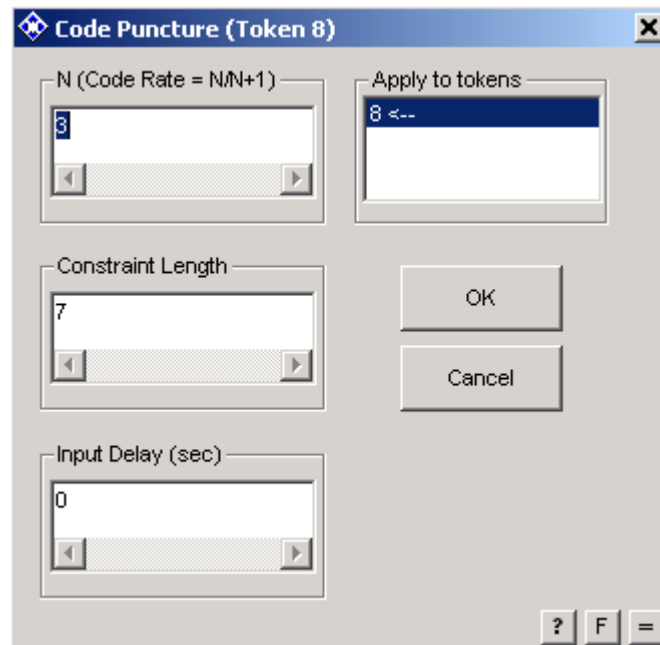 Code Puncture (Token 8)
N (Code Rate = N/N+1)
3
Apply to tokens
8 <--
Constraint Length
7
OK
Cancel
Input Delay (sec)
0
? F =